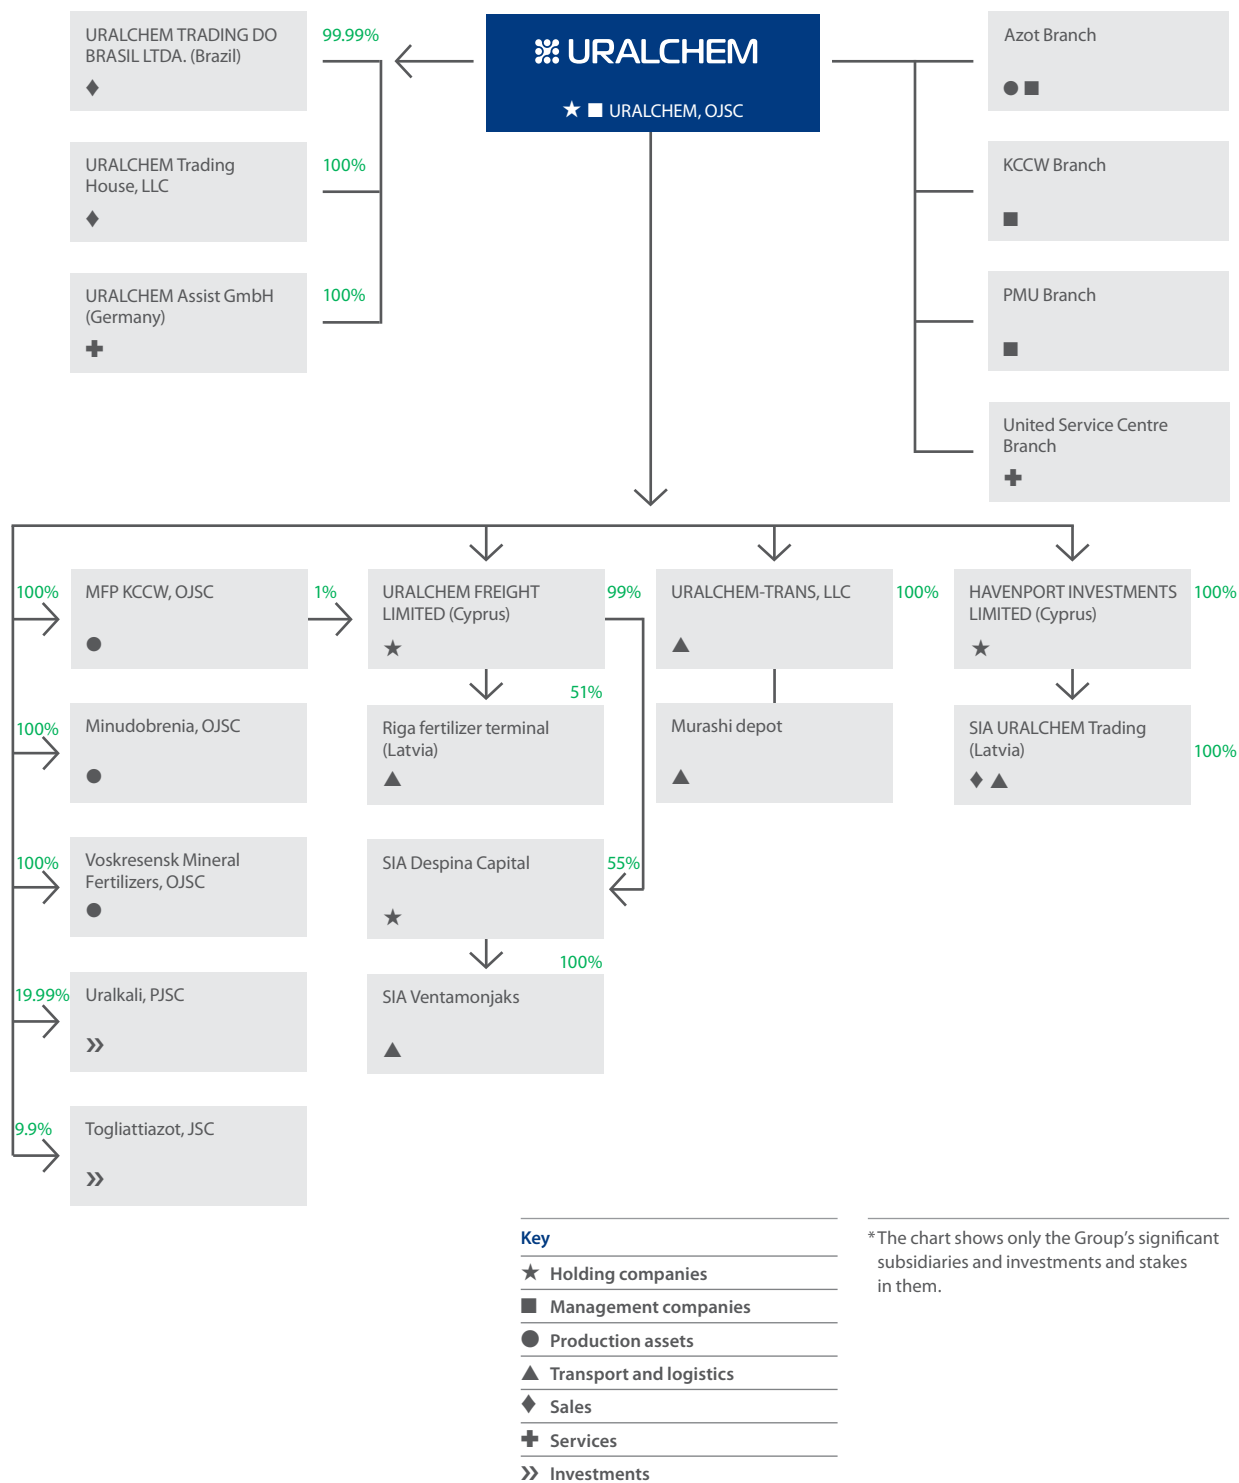 URALCHEM TRADING DO
BRASIL LTDA. (Brazil)
99.99%
URALCHEM
URALCHEM, OJSC
Azot Branch
URALCHEM Trading
House, LLC
100%
KCCW Branch
URALCHEM Assist GmbH
(Germany)
100%
PMU Branch
United Service Centre
Branch
100%
MFP KCCW, OJSC
1%
URALCHEM FREIGHT
LIMITED (Cyprus)
99%
URALCHEM-TRANS, LLC
100%
HAVENPORT INVESTMENTS
LIMITED (Cyprus)
100%
51%
100%
Minudobrenia, OJSC
Riga fertilizer terminal
(Latvia)
Murashi depot
SIA URALCHEM Trading
(Latvia)
100%
100%
Voskresensk Mineral
Fertilizers, OJSC
SIA Despina Capital
55%
100%
19.99%
Uralkali, PJSC
SIA Ventamonjaks
9.9%
Togliattiazot, JSC
Key
Holding companies
Management companies
Production assets
Transport and logistics
Sales
Services
Investments
*The chart shows only the Group's significant
subsidiaries and investments and stakes
in them.